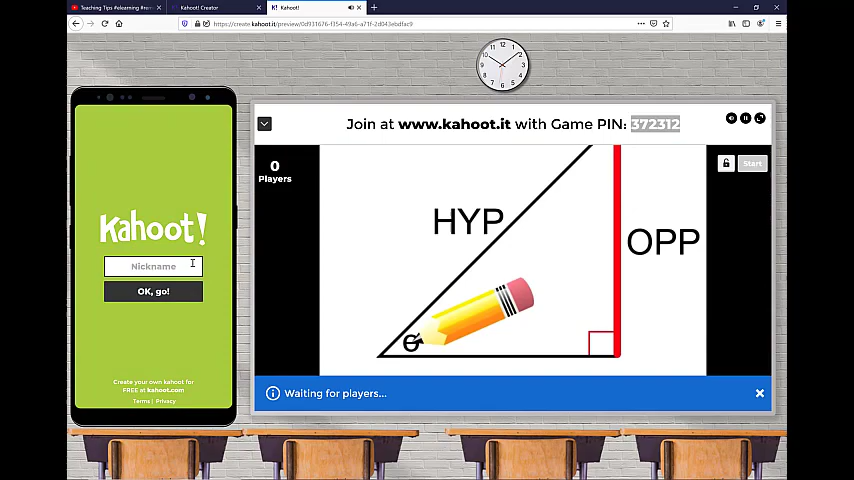 Teaching Tips #elearning #rem
Kahoot! Creator
Kahoot!
https://create.kahoot.it/preview/0d931676-f354-49a6-a71f-2d043ebdfac9
Join at www.kahoot.it with Game PIN: 372312
0
Players
Start
HYP
OPP
Waiting for players...
Kahoot!
Nickname
OK, go!
Create your own kahoot for
FREE at kahoot.com
Terms | Privacy